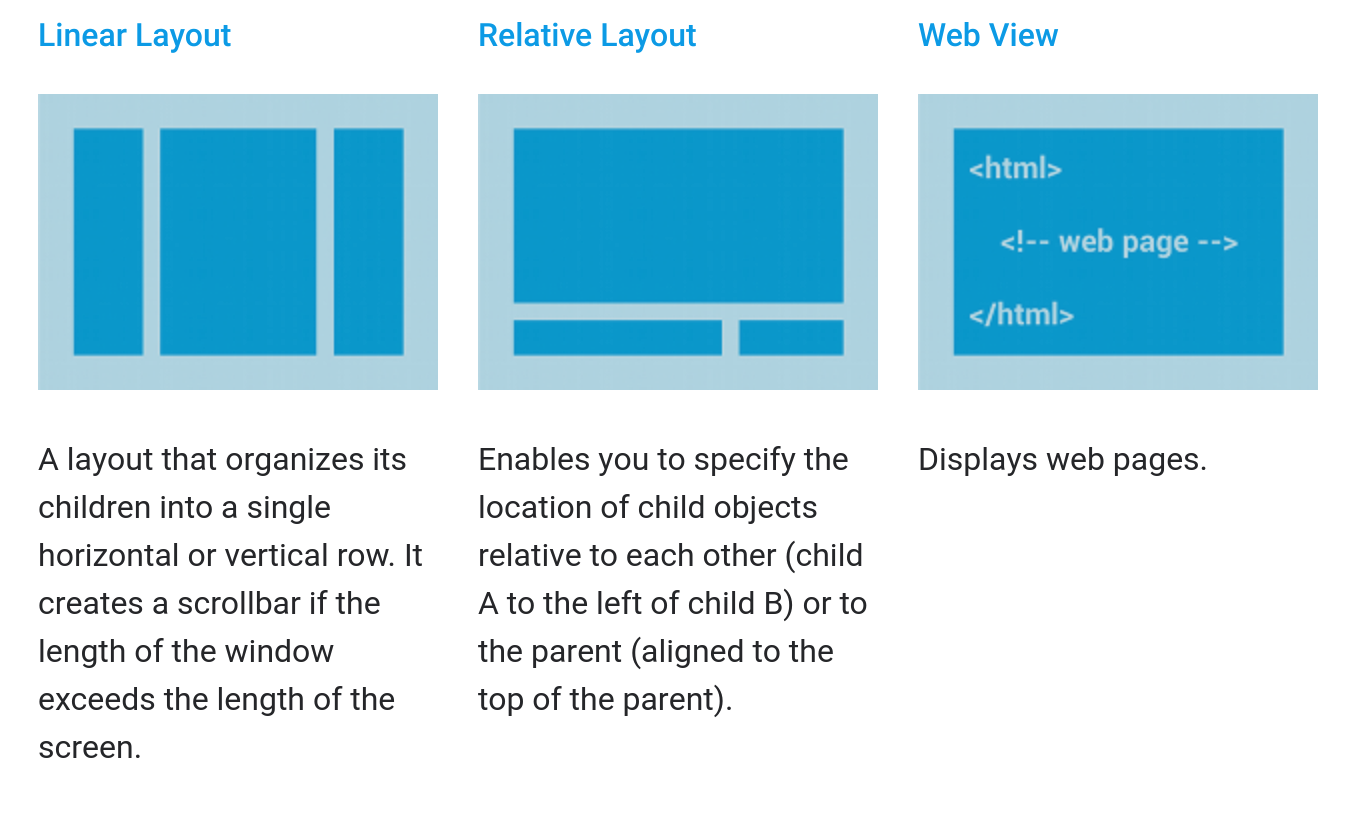 Linear Layout
A layout that organizes its
children into a single
horizontal or vertical row. It
creates a scrollbar if the
length of the window
exceeds the length of the
screen.
Relative Layout
Enables you to specify the
location of child objects
relative to each other (child
A to the left of child B) or to
the parent (aligned to the
top of the parent).
Web View
<html>
<!-- web page -->
</html>
Displays web pages.